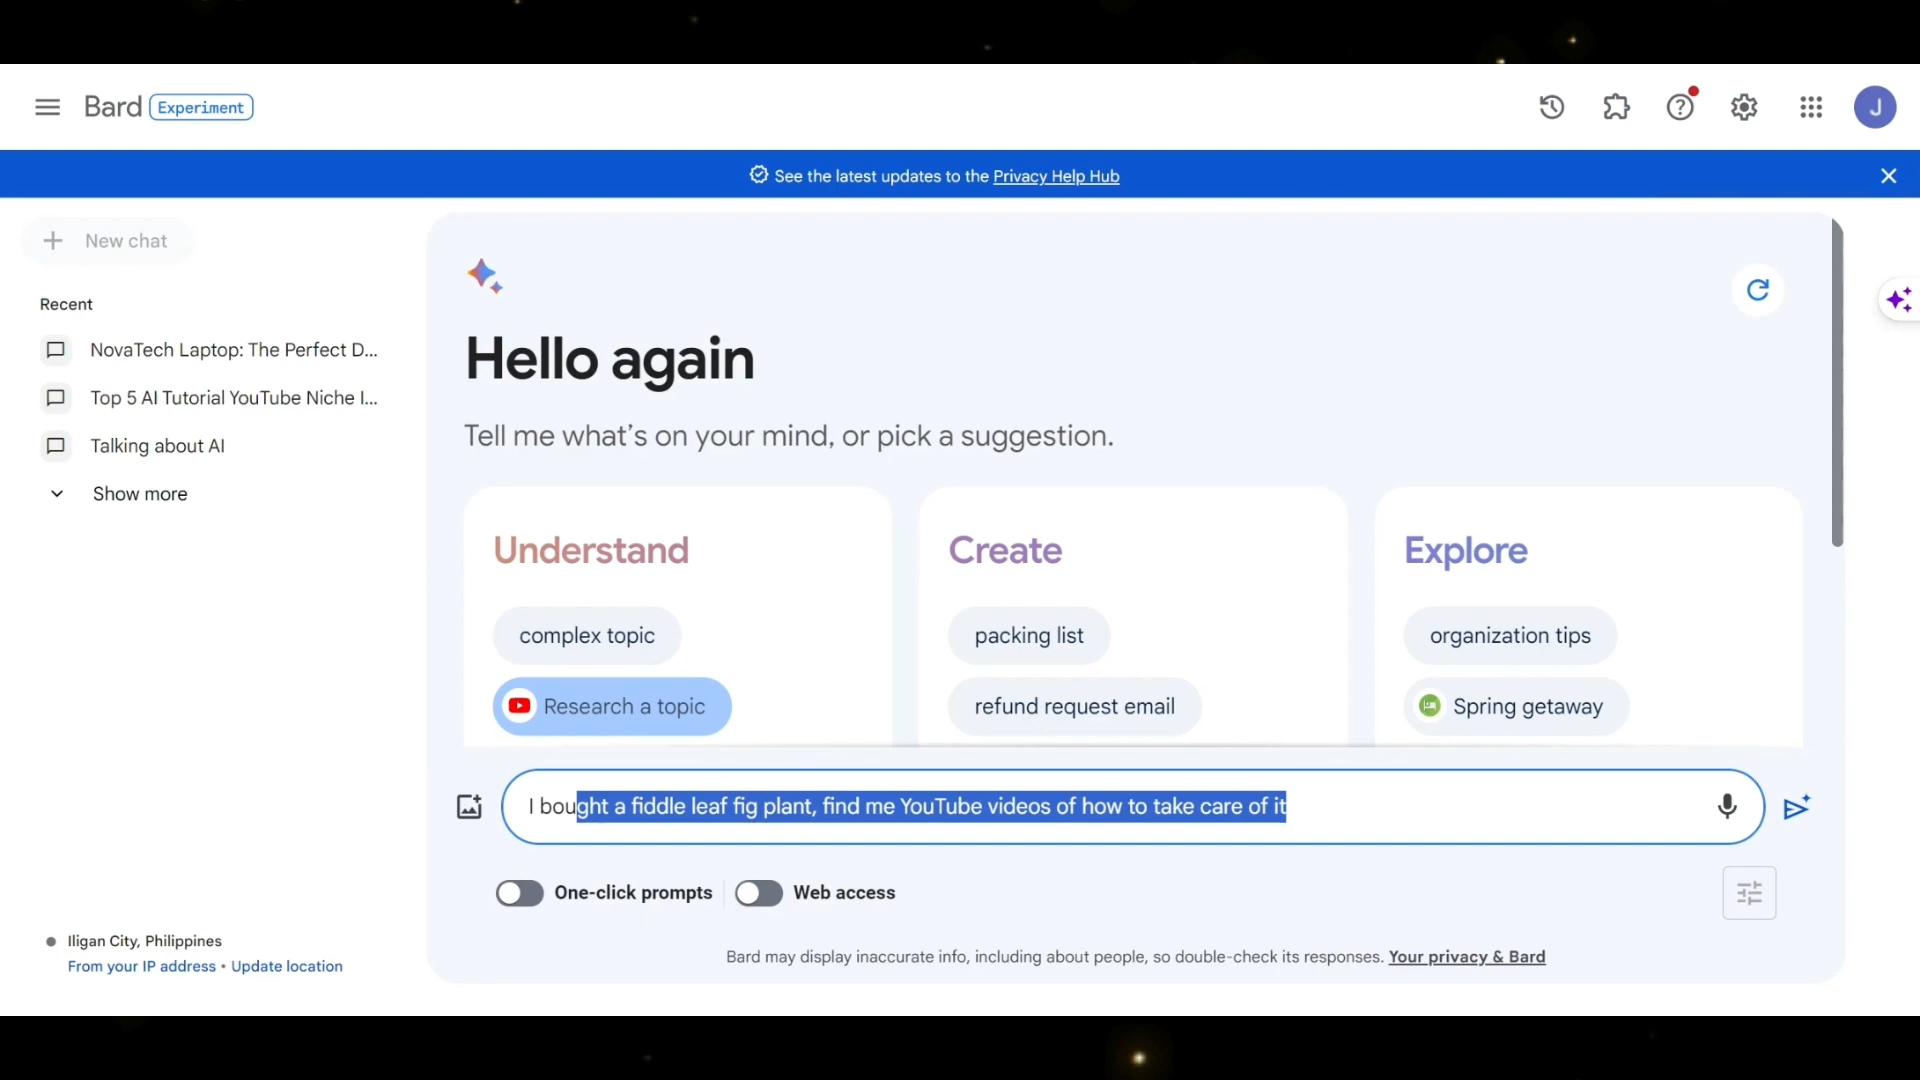 Bard Experiment
J
See the latest updates to the Privacy Help Hub
New chat
Recent
NovaTech Laptop: The Perfect D...
Top 5 AI Tutorial YouTube Niche I...
Talking about AI
Show more
Iligan City, Philippines
From your IP address • Update location
Hello again
Tell me what's on your mind, or pick a suggestion.
Understand
complex topic
Research a topic
Create
packing list
refund request email
Explore
organization tips
Spring getaway
I bought a fiddle leaf fig plant, find me YouTube videos of how to take care of it
One-click prompts
Web access
Bard may display inaccurate info, including about people, so double-check its responses. Your privacy & Bard